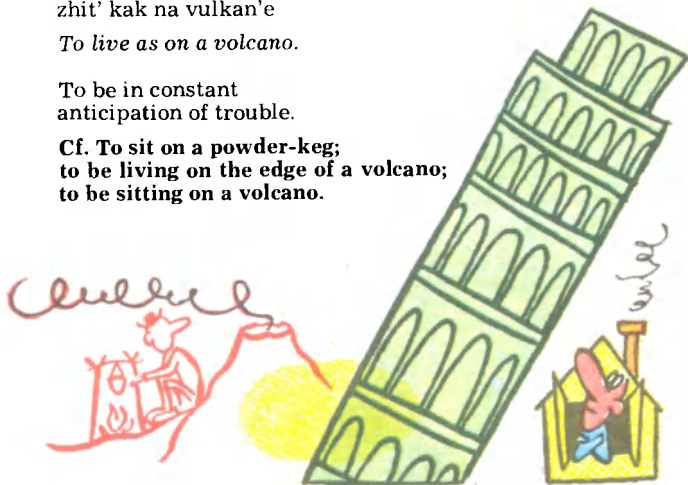 zhit’ kak na vulkan’e
To live as on a volcano.
To be in constant
anticipation of trouble.
Cf. To sit on a powder-keg;
to be living on the edge of a volcano;
to be sitting on a volcano.